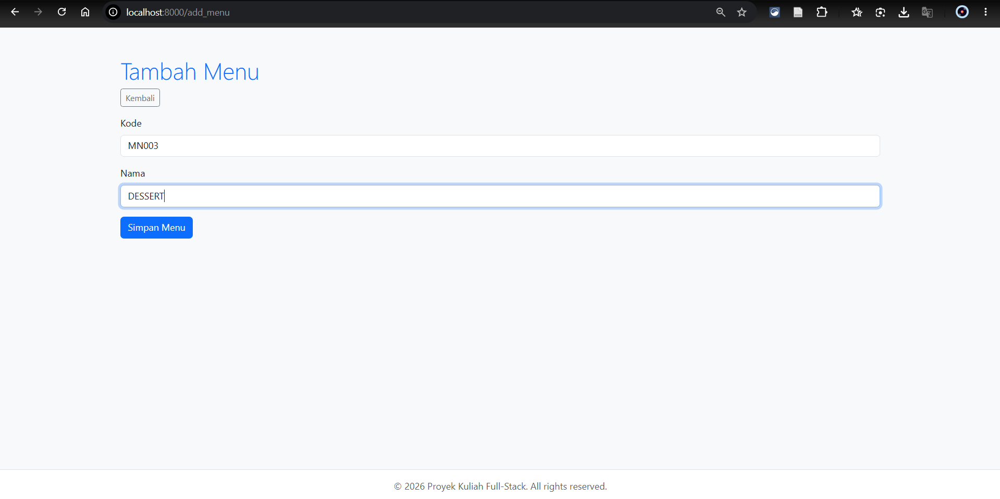 localhost:8000/add_menu
Tambah Menu
Kembali
Kode
MN003
Nama
DESSERT
Simpan Menu
© 2026 Proyek Kuliah Full-Stack. All rights reserved.